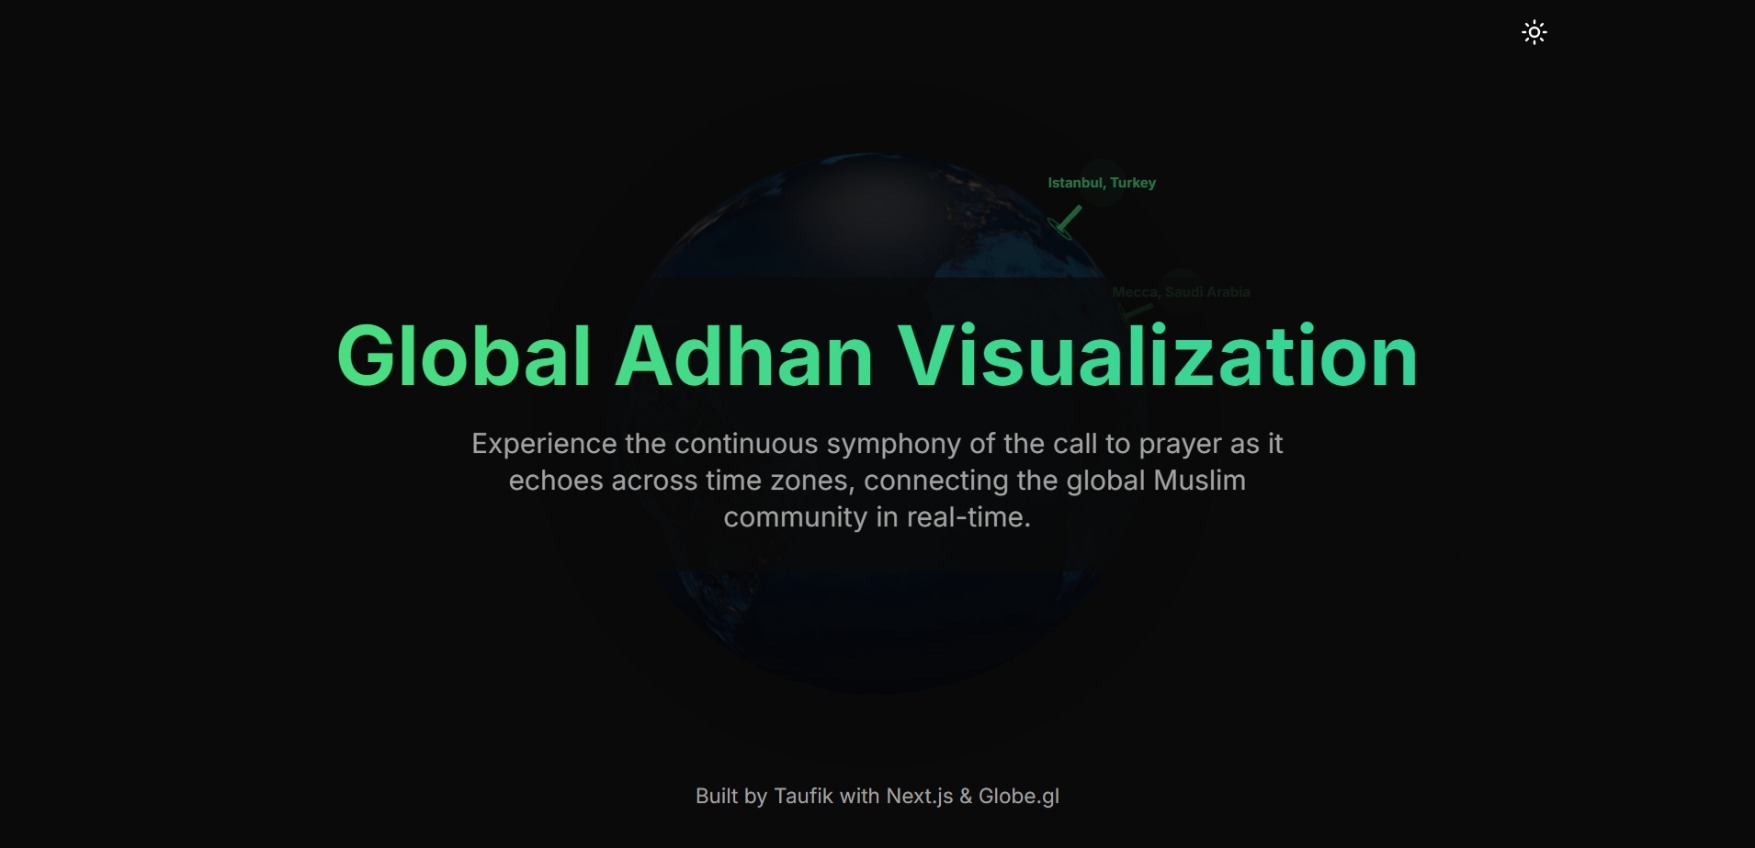 Istanbul, Turkey
Mecca, Saudi Arabia
Global Adhan Visualization
Experience the continuous symphony of the call to prayer as it
echoes across time zones, connecting the global Muslim
community in real-time.
Built by Taufik with Next.js & Globe.gl